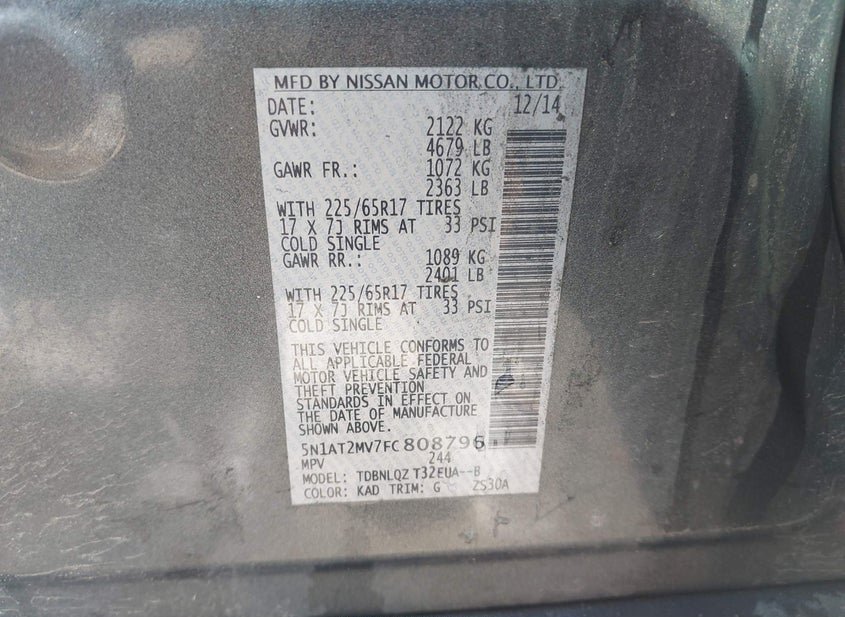 MFD BY NISSAN MOTOR CO., LTD.
DATE: 12/14
GVWR: 2122 KG
4679 LB
GAWR FR.: 1072 KG
2363 LB
WITH 225/65R17 TIRES
17 X 7J RIMS AT 33 PSI
COLD SINGLE
GAWR RR.: 1089 KG
2401 LB
WITH 225/65R17 TIRES
17 X 7J RIMS AT 33 PSI
COLD SINGLE
THIS VEHICLE CONFORMS TO
ALL APPLICABLE FEDERAL
MOTOR VEHICLE SAFETY AND
THEFT PREVENTION
STANDARDS IN EFFECT ON
THE DATE OF MANUFACTURE
SHOWN ABOVE.
5N1AT2MV7FC808796
MPV 244
MODEL: TDBNLQZ T32EUA--B
COLOR: KAD TRIM: G 2S30A